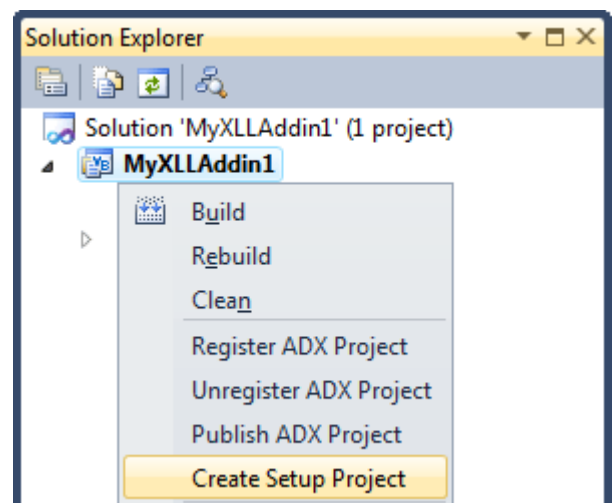 Solution Explorer
Solution 'MyXLLAddin1' (1 project)
VB MyXLLAddin1
Build
Rebuild
Clean
Register ADX Project
Unregister ADX Project
Publish ADX Project
Create Setup Project